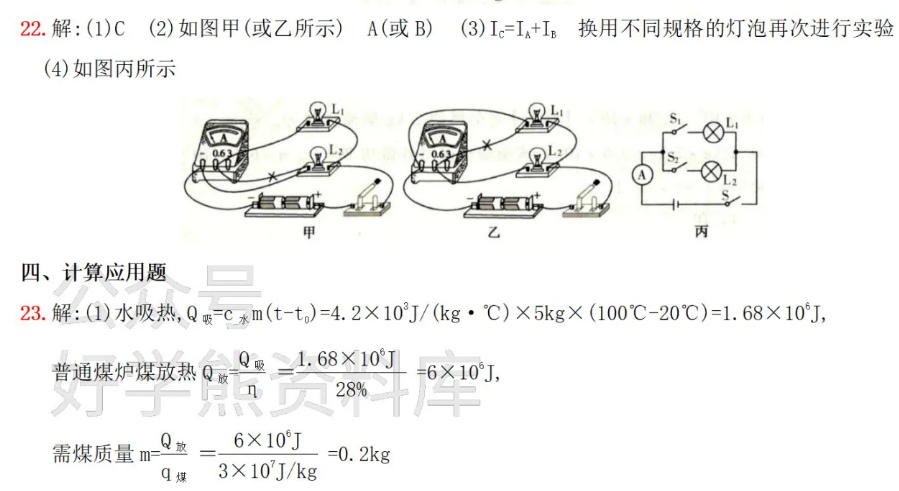 22.解:(1)C (2)如图甲(或乙所示) A(或 B) (3)I_C=I_A+I_B 换用不同规格的灯泡再次进行实验
(4)如图丙所示
L₁ L₁ S₁ L₁
A A
- 0.6 3 L₂ - 0.6 3 L₂ S₂ A
L₂
- + - + S
甲 乙 丙
四、计算应用题
23.解:(1)水吸热,Q吸=c水m(t-t₀)=4.2×10³J/(kg·℃)×5kg×(100℃-20℃)=1.68×10⁶J,
普通煤炉煤放热 Q放=Q吸/η=1.68×10⁶J/28%=6×10⁶J,
需煤质量 m=Q放/q煤=6×10⁶J/3×10⁷J/kg=0.2kg
公众号
好学熊资料库